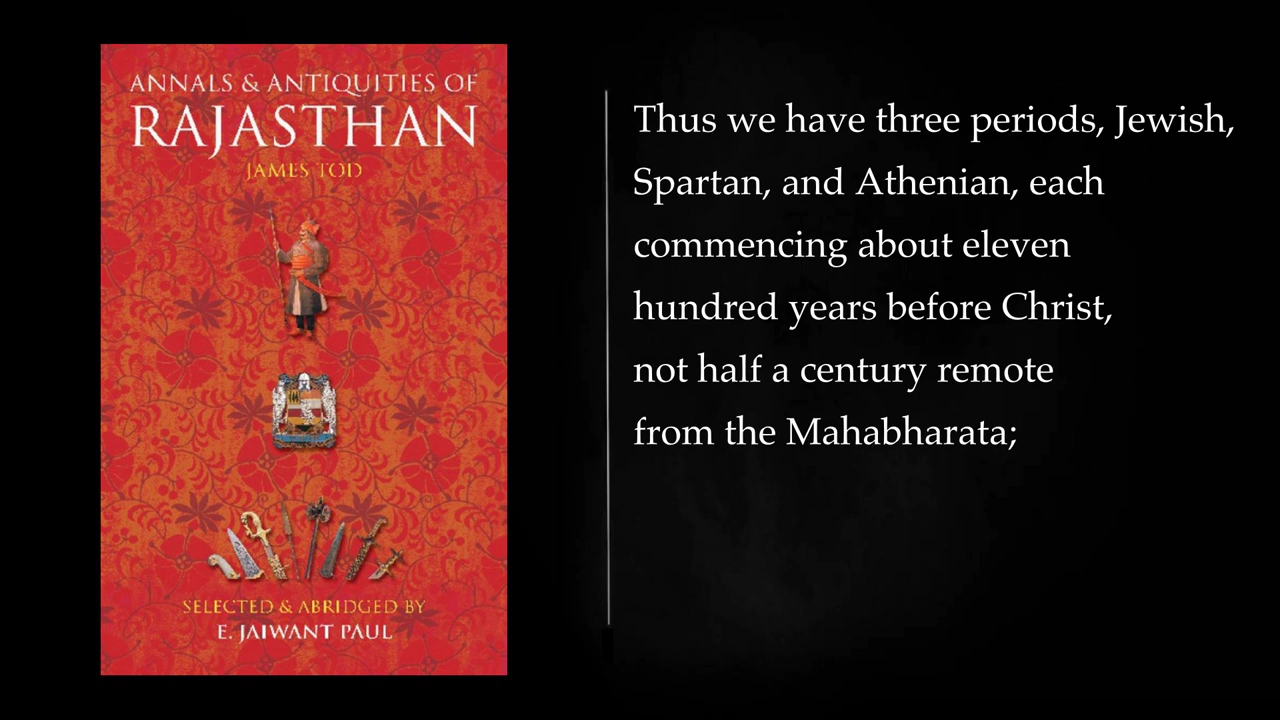 ANNALS & ANTIQUITIES OF
RAJASTHAN
JAMES TOD
SELECTED & ABRIDGED BY
E. JAIWANT PAUL
Thus we have three periods, Jewish,
Spartan, and Athenian, each
commencing about eleven
hundred years before Christ,
not half a century remote
from the Mahabharata;